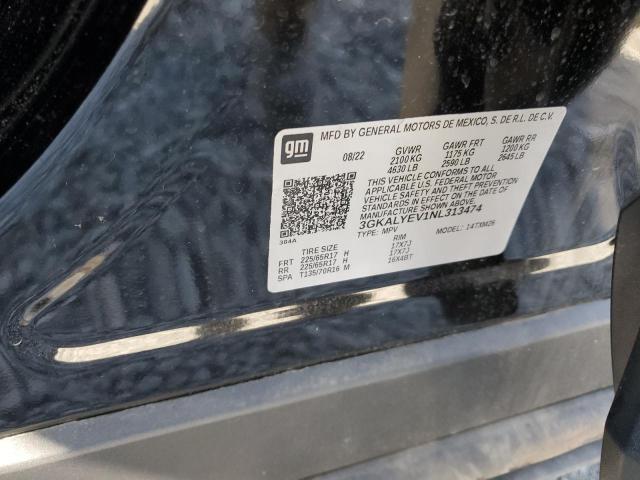 gm
MFD BY GENERAL MOTORS DE MEXICO, S. DE R.L. DE C.V.
08/22 GVWR GAWR FRT GAWR RR
2100 KG 1175 KG 1200 KG
4630 LB 2590 LB 2645 LB
THIS VEHICLE CONFORMS TO ALL
APPLICABLE U.S. FEDERAL MOTOR
VEHICLE SAFETY AND THEFT
PREVENTION STANDARDS IN EFFECT ON
THE DATE OF MANUFACTURE SHOWN ABOVE.
3GKALYEV1NL313474
TYPE: MPV MODEL: 14TXM26
384A
TIRE SIZE RIM
FRT 225/65R17 H 17X7J
RR 225/65R17 H 17X7J
SPA T135/70R16 M 16X4BT